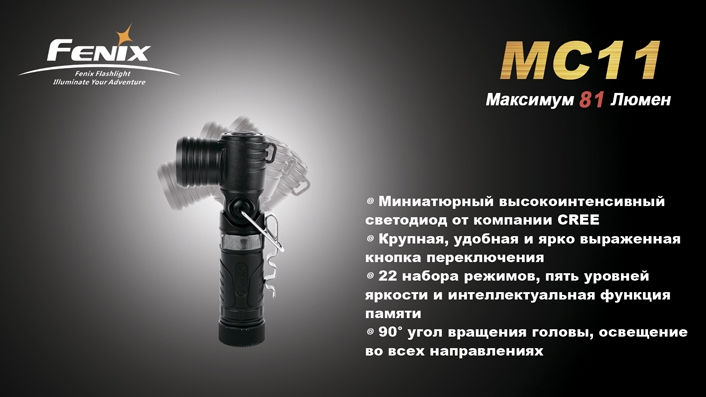 FENIX
Fenix Flashlight
Illuminate Your Adventure
MC11
Максимум 81 Люмен
@ Миниатюрный высокоинтенсивный
светодиод от компании CREE
@ Крупная, удобная и ярко выраженная
кнопка переключения
@ 22 набора режимов, пять уровней
яркости и интеллектуальная функция
памяти
@ 90° угол вращения головы, освещение
во всех направлениях